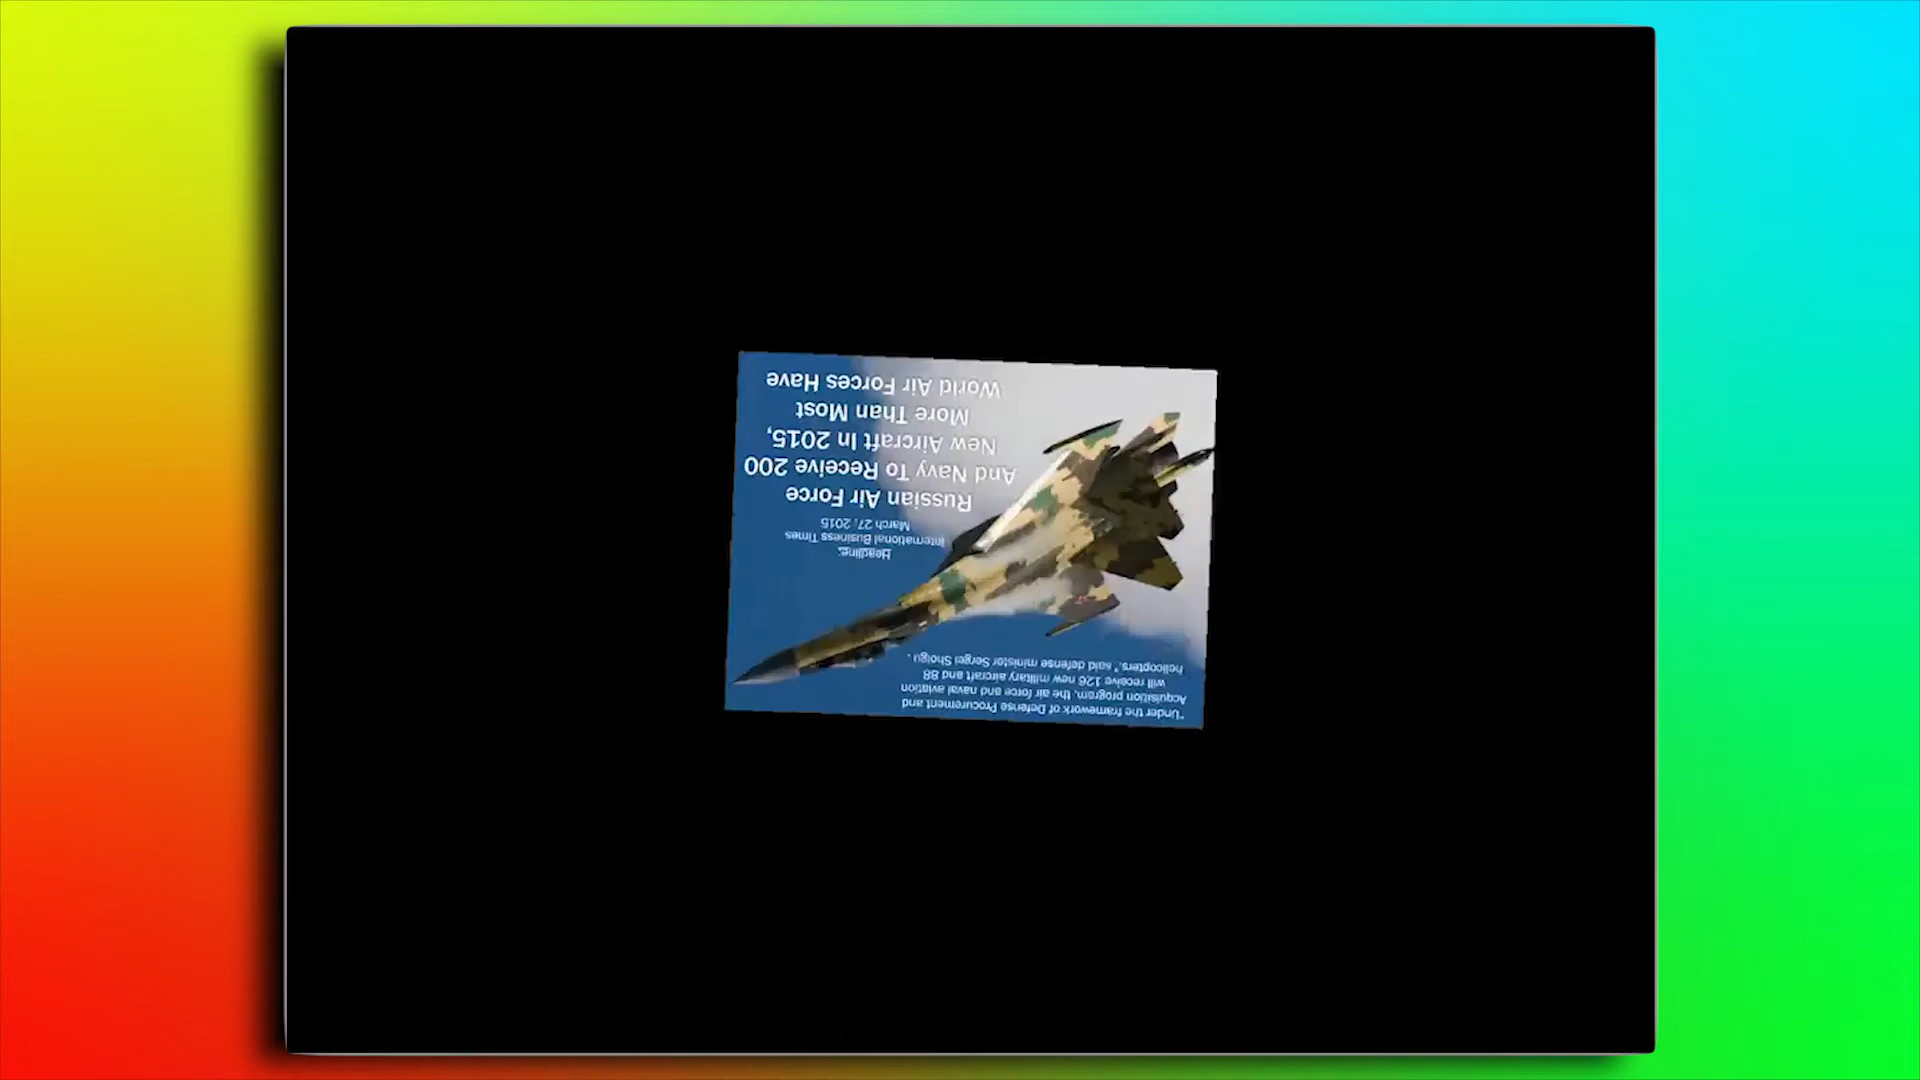 Headline:
International Business Times
March 27, 2015
Russian Air Force
And Navy To Receive 200
New Aircraft In 2015,
More Than Most
World Air Forces Have
"Under the framework of Defense Procurement and
Acquisition program, the air force and naval aviation
will receive 126 new military aircraft and 88
helicopters," said defense minister Sergei Shoigu.